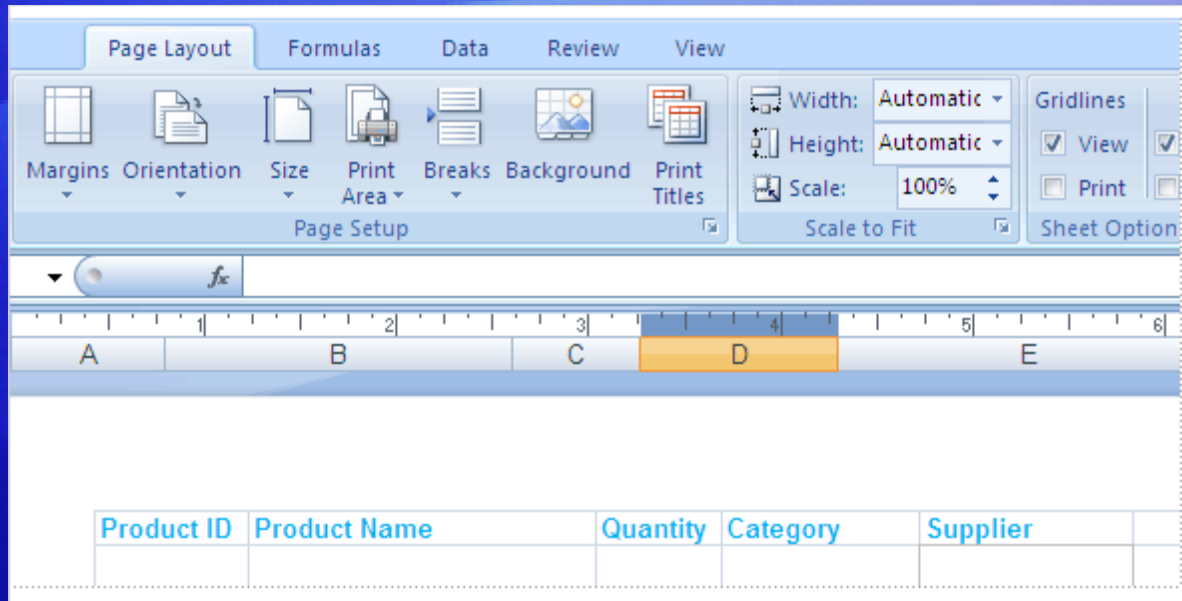 Page Layout Formulas Data Review View
Margins Orientation Size Print Area Breaks Background Print Titles
Width: Automatic
Height: Automatic
Scale: 100%
Gridlines
View
Print
Page Setup Scale to Fit Sheet Option
fx
1 2 3 4 5 6
A B C D E
Product ID Product Name Quantity Category Supplier